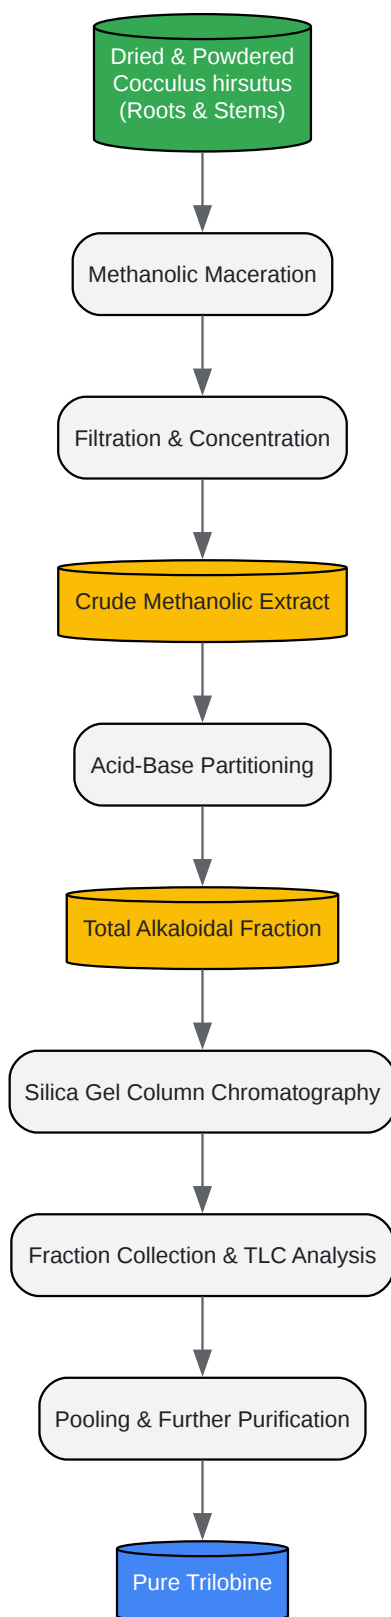 Dried & Powdered
Cocculus hirsutus
(Roots & Stems)
Methanolic Maceration
Filtration & Concentration
Crude Methanolic Extract
Acid-Base Partitioning
Total Alkaloidal Fraction
Silica Gel Column Chromatography
Fraction Collection & TLC Analysis
Pooling & Further Purification
Pure Trilobine